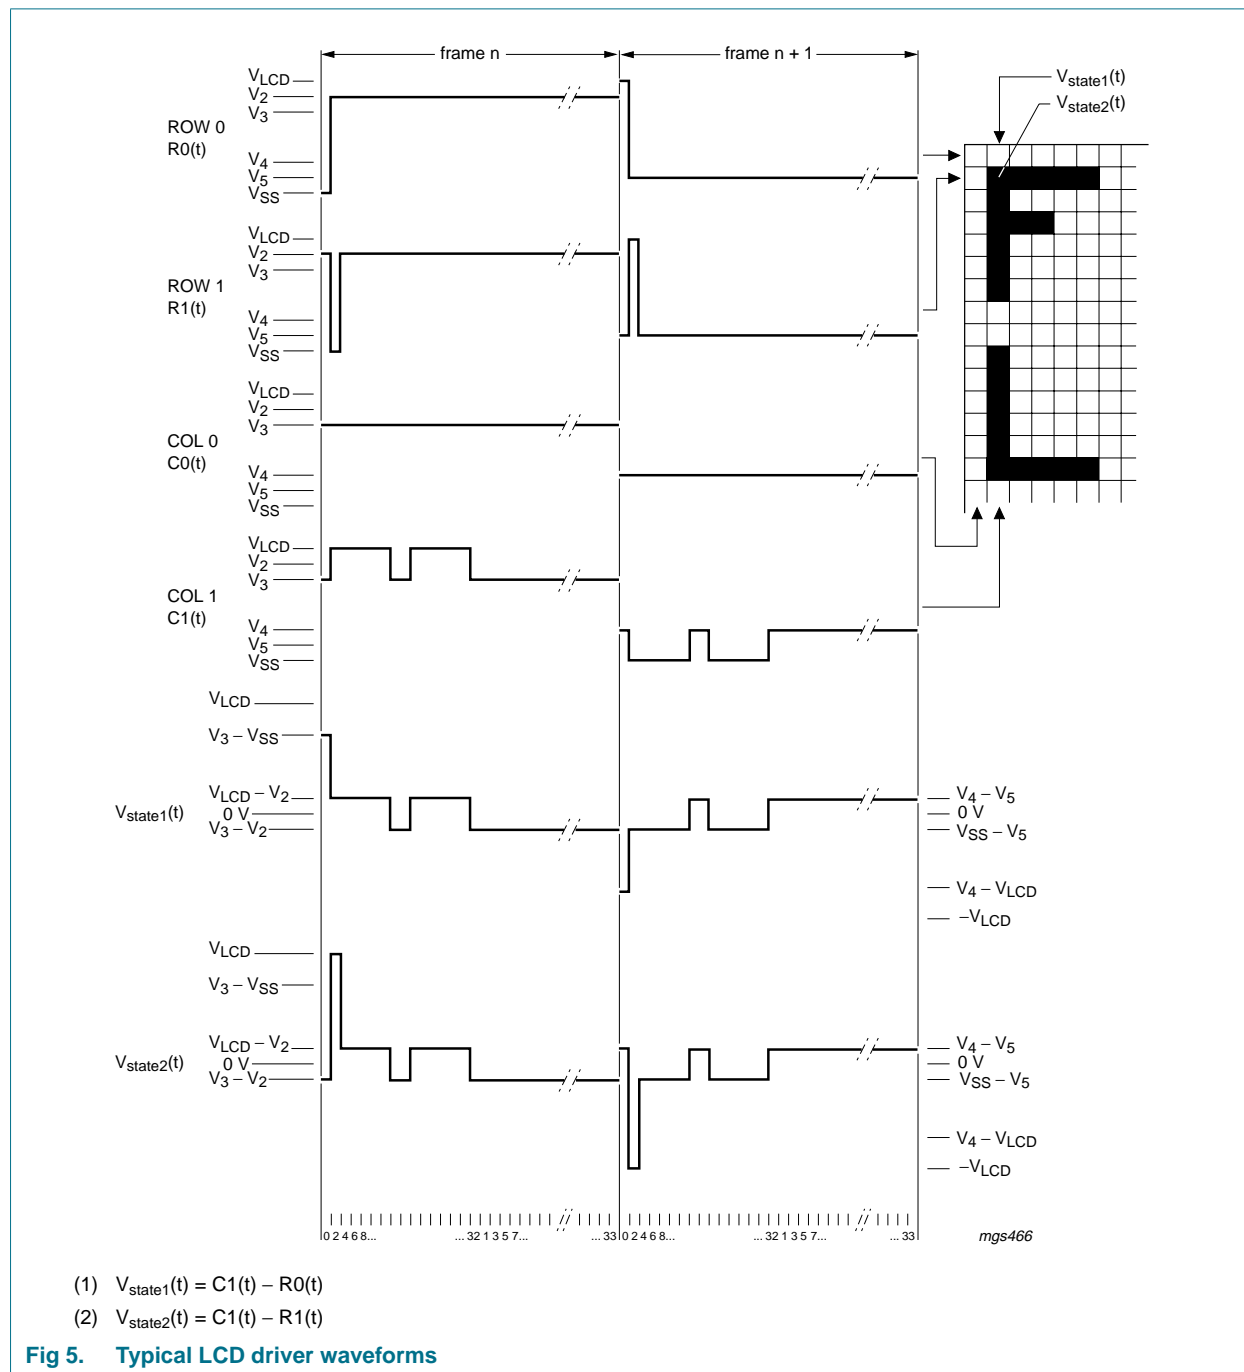 frame n
frame n + 1
VLCD
V2
V3
ROW 0
R0(t)
V4
V5
VSS
Vstate1(t)
Vstate2(t)
VLCD
V2
V3
ROW 1
R1(t)
V4
V5
VSS
VLCD
V2
V3
COL 0
C0(t)
V4
V5
VSS
VLCD
V2
V3
COL 1
C1(t)
V4
V5
VSS
VLCD
V3 – VSS
VLCD – V2
Vstate1(t)
0 V
V3 – V2
V4 – V5
0 V
VSS – V5
V4 – VLCD
–VLCD
VLCD
V3 – VSS
VLCD – V2
Vstate2(t)
0 V
V3 – V2
V4 – V5
0 V
VSS – V5
V4 – VLCD
–VLCD
0 2 4 6 8... ... 32 1 3 5 7... ... 33 0 2 4 6 8... ... 32 1 3 5 7... ... 33
mgs466
(1) Vstate1(t) = C1(t) – R0(t)
(2) Vstate2(t) = C1(t) – R1(t)
Fig 5. Typical LCD driver waveforms